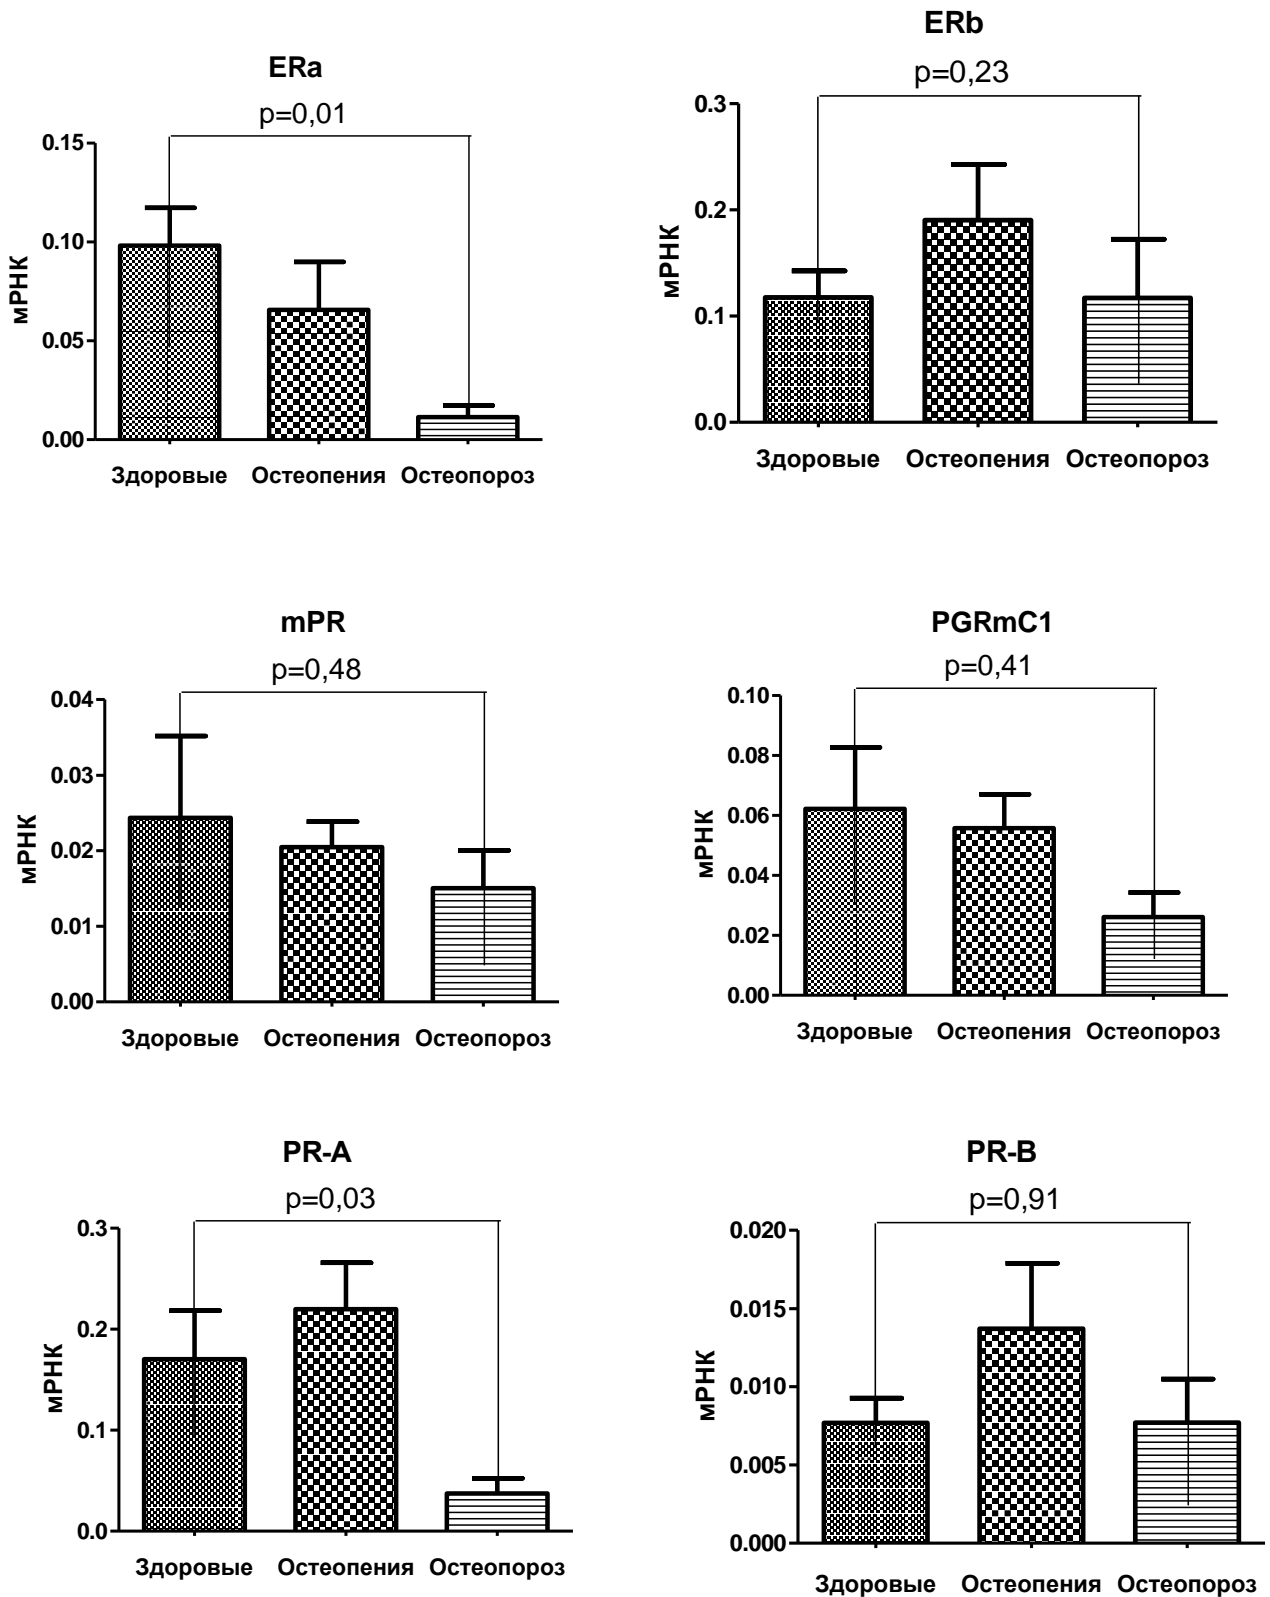 ERa
p=0,01
0.15
0.10
0.05
0.00
мРНК
Здоровые Остеопения Остеопороз
ERb
p=0,23
0.3
0.2
0.1
0.0
мРНК
Здоровые Остеопения Остеопороз
mPR
p=0,48
0.04
0.03
0.02
0.01
0.00
мРНК
Здоровые Остеопения Остеопороз
PGRmC1
p=0,41
0.10
0.08
0.06
0.04
0.02
0.00
мРНК
Здоровые Остеопения Остеопороз
PR-A
p=0,03
0.3
0.2
0.1
0.0
мРНК
Здоровые Остеопения Остеопороз
PR-B
p=0,91
0.020
0.015
0.010
0.005
0.000
мРНК
Здоровые Остеопения Остеопороз